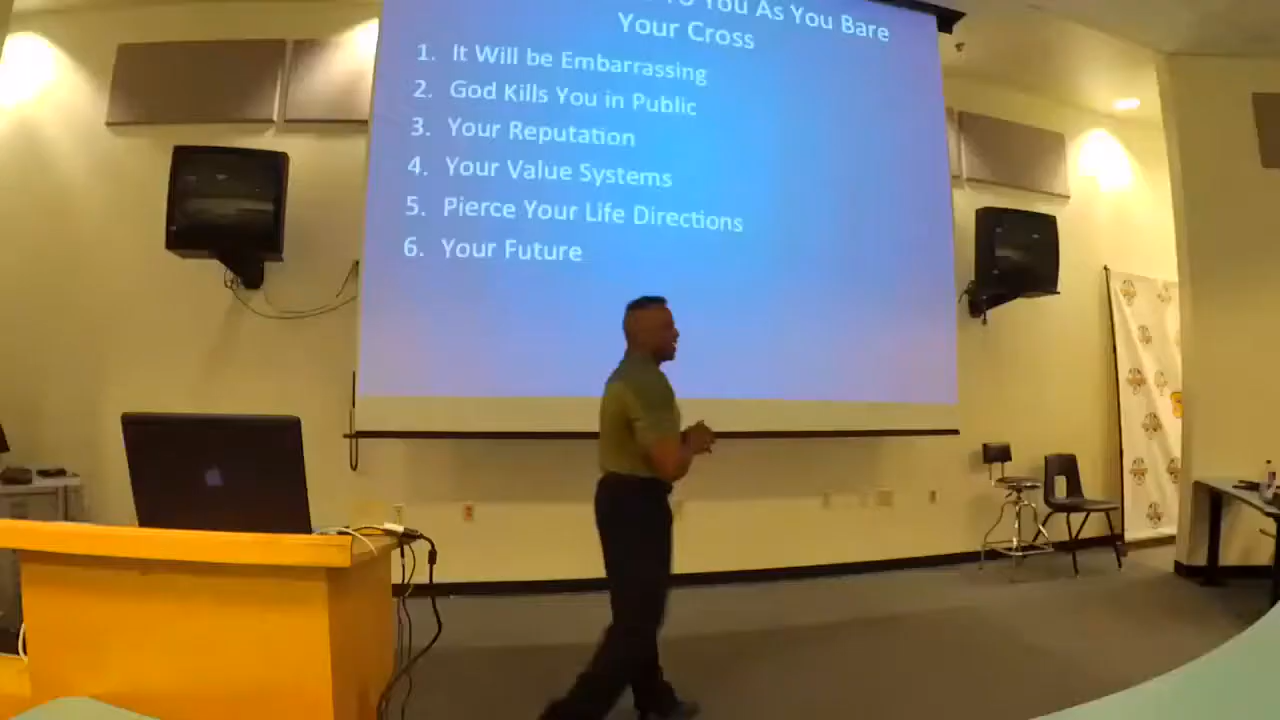 To You As You Bare
Your Cross
1. It Will be Embarrassing
2. God Kills You in Public
3. Your Reputation
4. Your Value Systems
5. Pierce Your Life Directions
6. Your Future